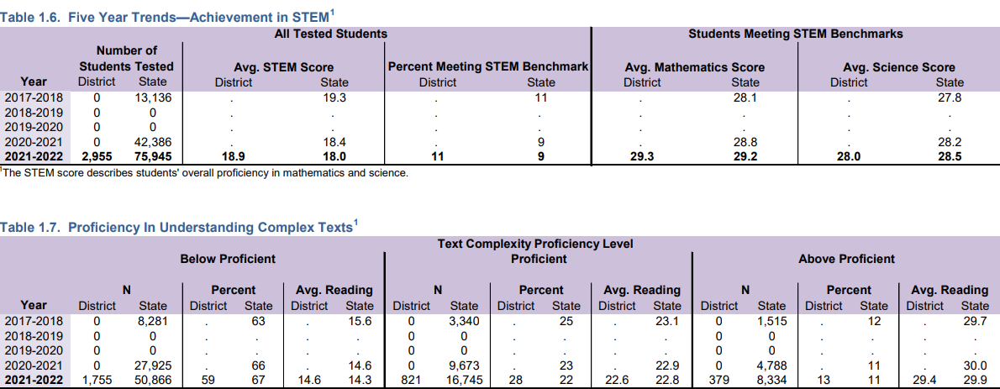 Table 1.6. Five Year Trends—Achievement in STEM1
All Tested Students Students Meeting STEM Benchmarks
Number of
Students Tested Avg. STEM Score Percent Meeting STEM Benchmark Avg. Mathematics Score Avg. Science Score
Year District State District State District State District State District State
2017-2018 0 13,136 . 19.3 . 11 . 28.1 . 27.8
2018-2019 0 0 . . . . . . . .
2019-2020 0 0 . . . . . . . .
2020-2021 0 42,386 . 18.4 . 9 . 28.8 . 28.2
2021-2022 2,955 75,945 18.9 18.0 11 9 29.3 29.2 28.0 28.5
1The STEM score describes students' overall proficiency in mathematics and science.
Table 1.7. Proficiency In Understanding Complex Texts1
Text Complexity Proficiency Level
Below Proficient Proficient Above Proficient
N Percent Avg. Reading N Percent Avg. Reading N Percent Avg. Reading
Year District State District State District State District State District State District State District State District State District State
2017-2018 0 8,281 . 63 . 15.6 0 3,340 . 25 . 23.1 0 1,515 . 12 . 29.7
2018-2019 0 0 . . . . 0 0 . . . . 0 0 . . . .
2019-2020 0 0 . . . . 0 0 . . . . 0 0 . . . .
2020-2021 0 27,925 . 66 . 14.6 0 9,673 . 23 . 22.9 0 4,788 . 11 . 30.0
2021-2022 1,755 50,866 59 67 14.6 14.3 821 16,745 28 22 22.6 22.8 379 8,334 13 11 29.4 29.9